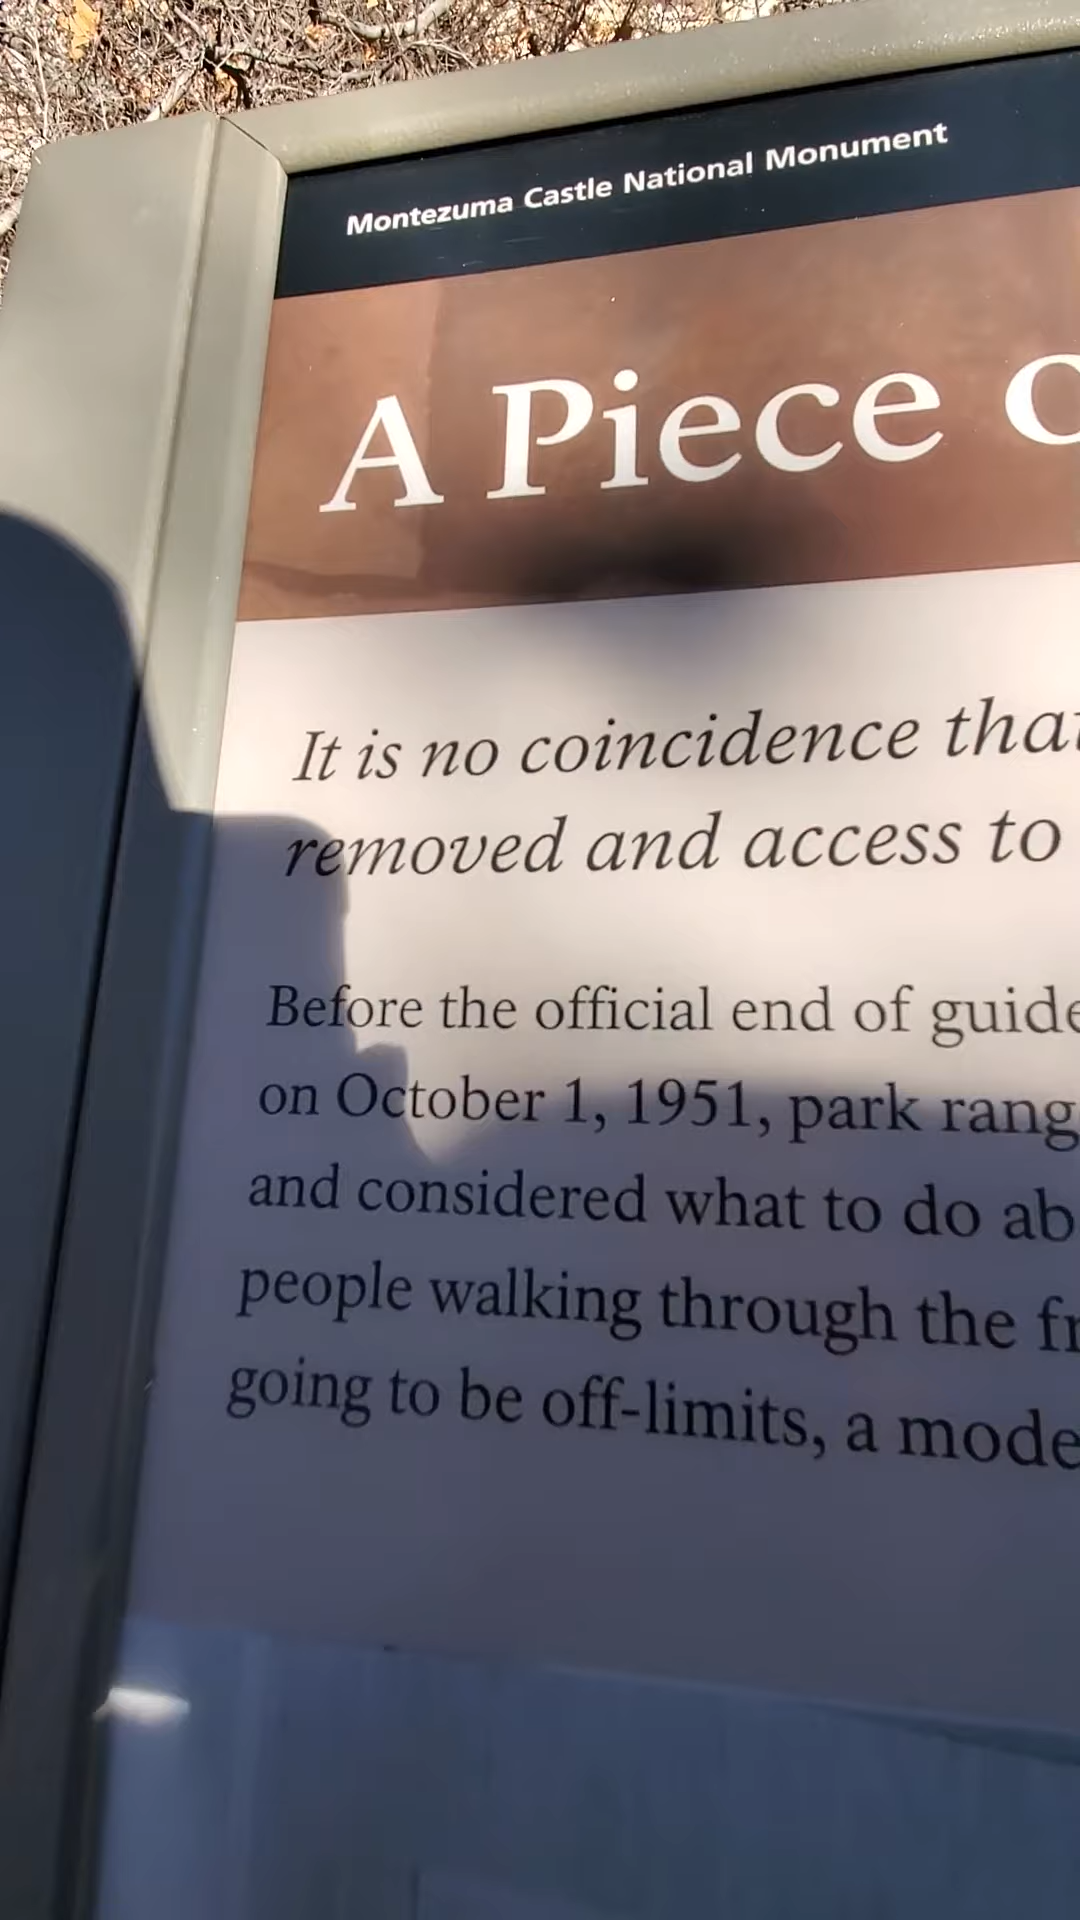 Montezuma Castle National Monument
A Piece
It is no coincidence that
removed and access to
Before the official end of guide
on October 1, 1951, park rang
and considered what to do ab
people walking through the fr
going to be off-limits, a mode